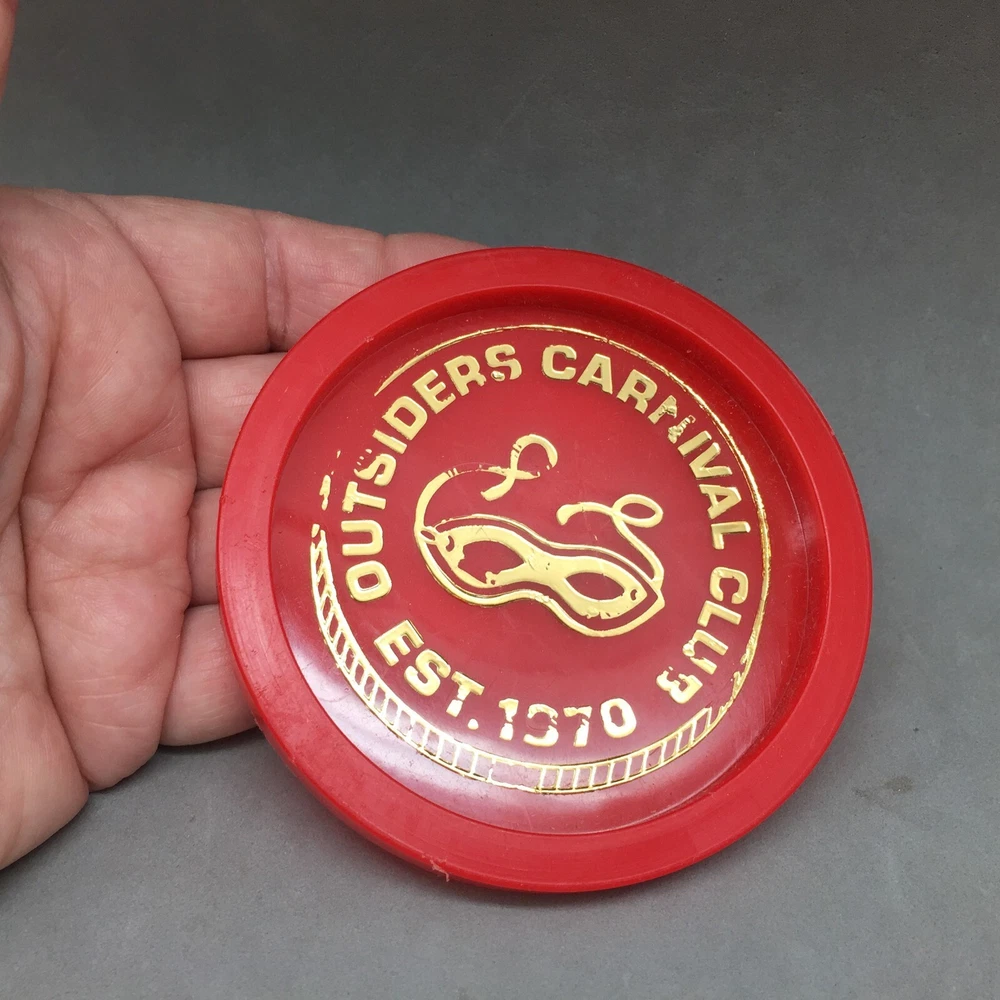 OUTSIDERS CARNIVAL CLUB
EST. 1970